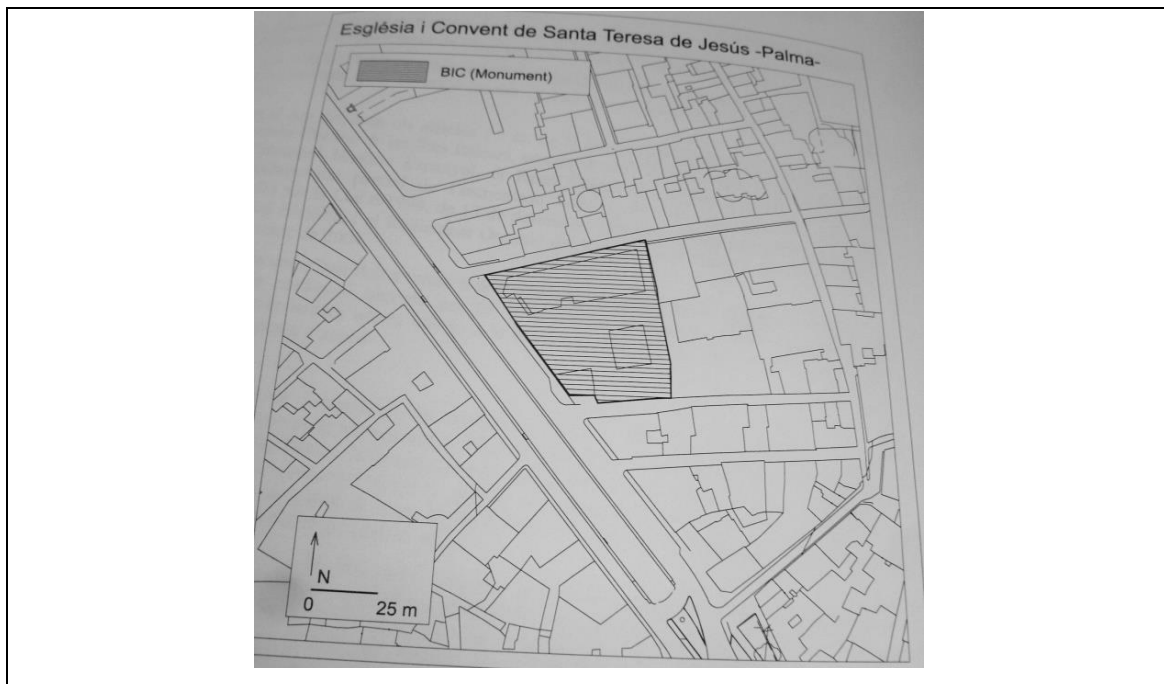 Església i Convent de Santa Teresa de Jesús -Palma-
BIC (Monument)
N
0 25 m